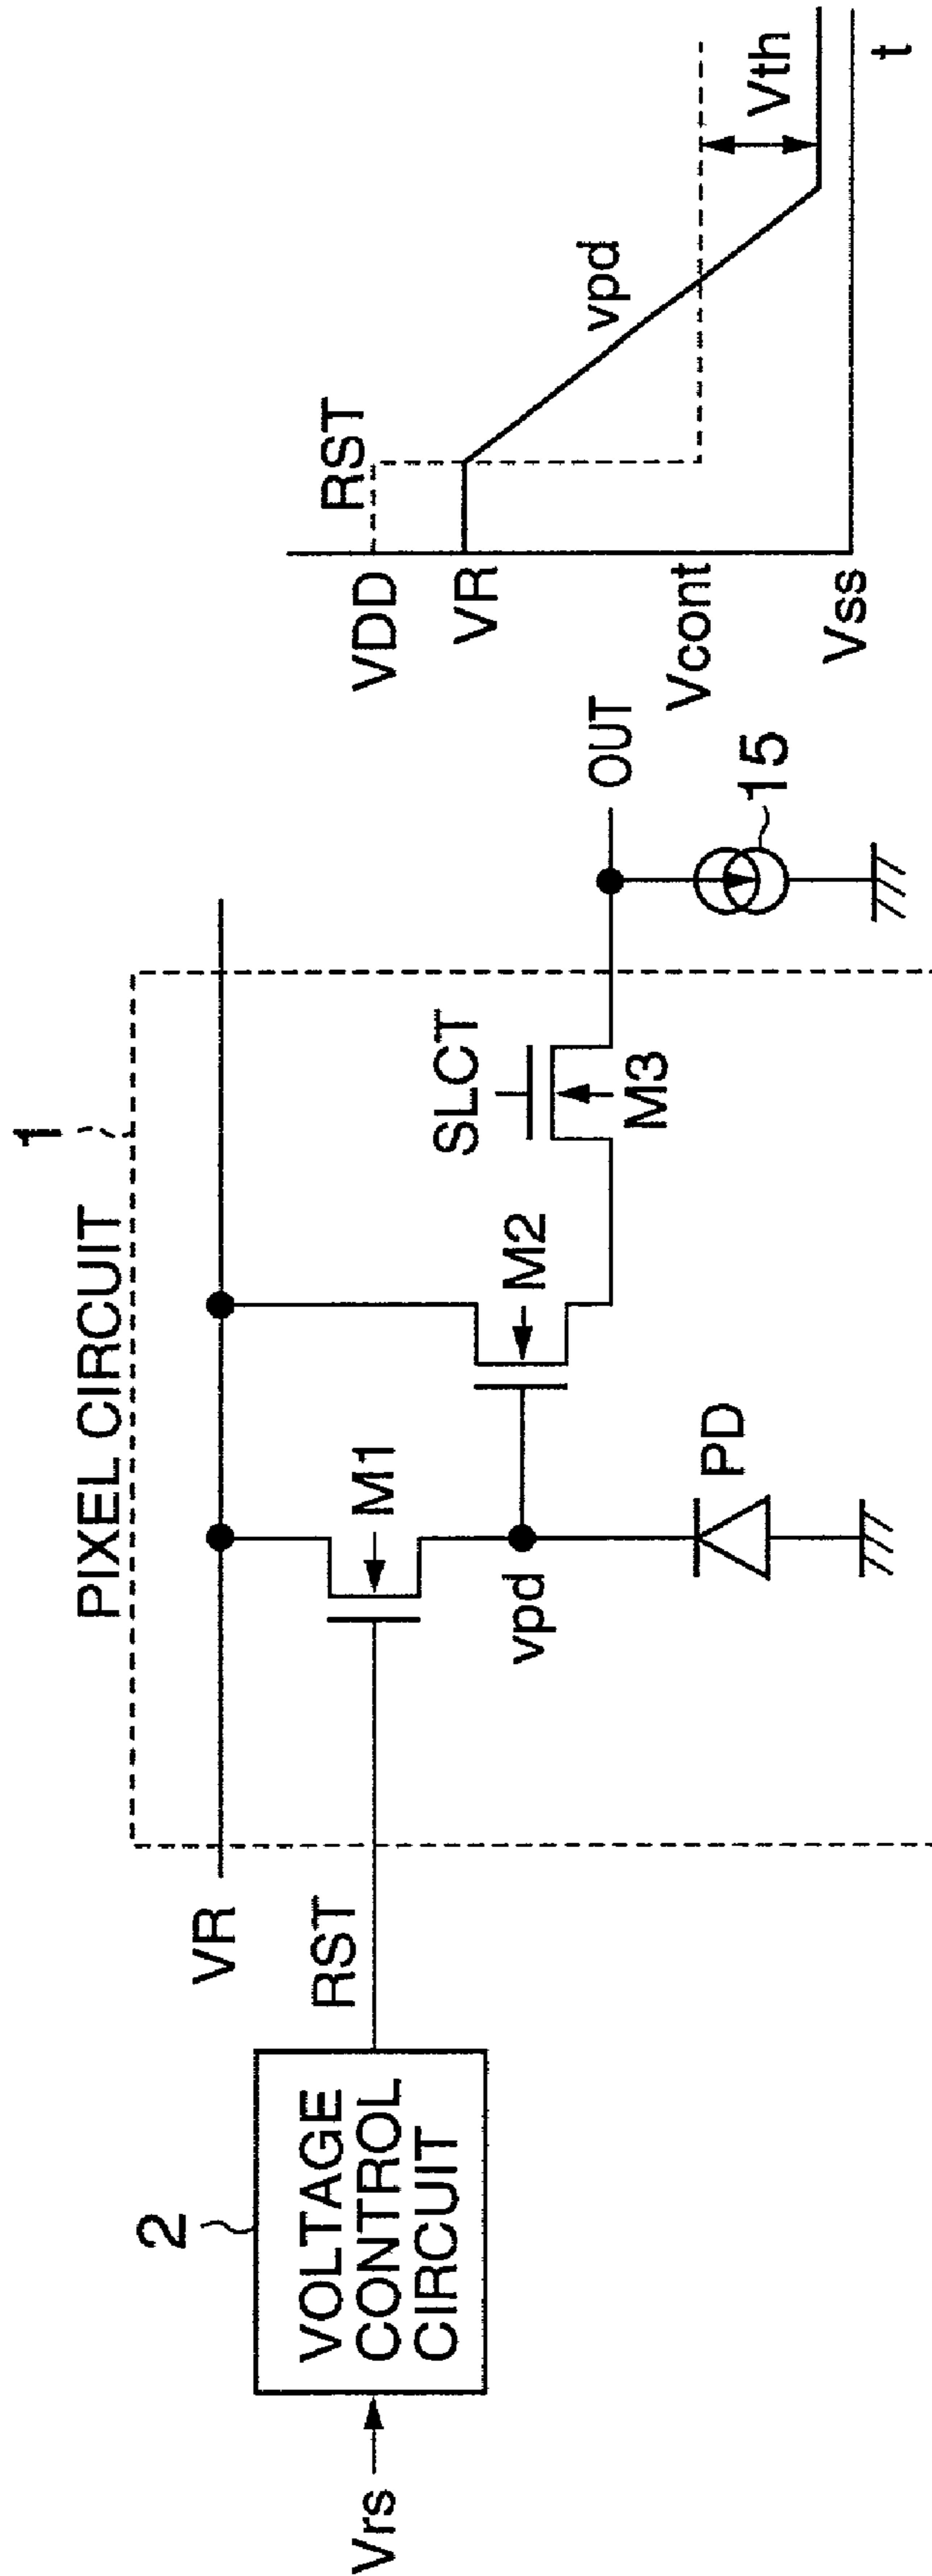 Vrs
2
VOLTAGE
CONTROL
CIRCUIT
RST
VR
PIXEL CIRCUIT
1
M1
vpd
PD
M2
SLCT
M3
OUT
15
VDD
VR
Vcont
Vss
RST
vpd
Vth
t